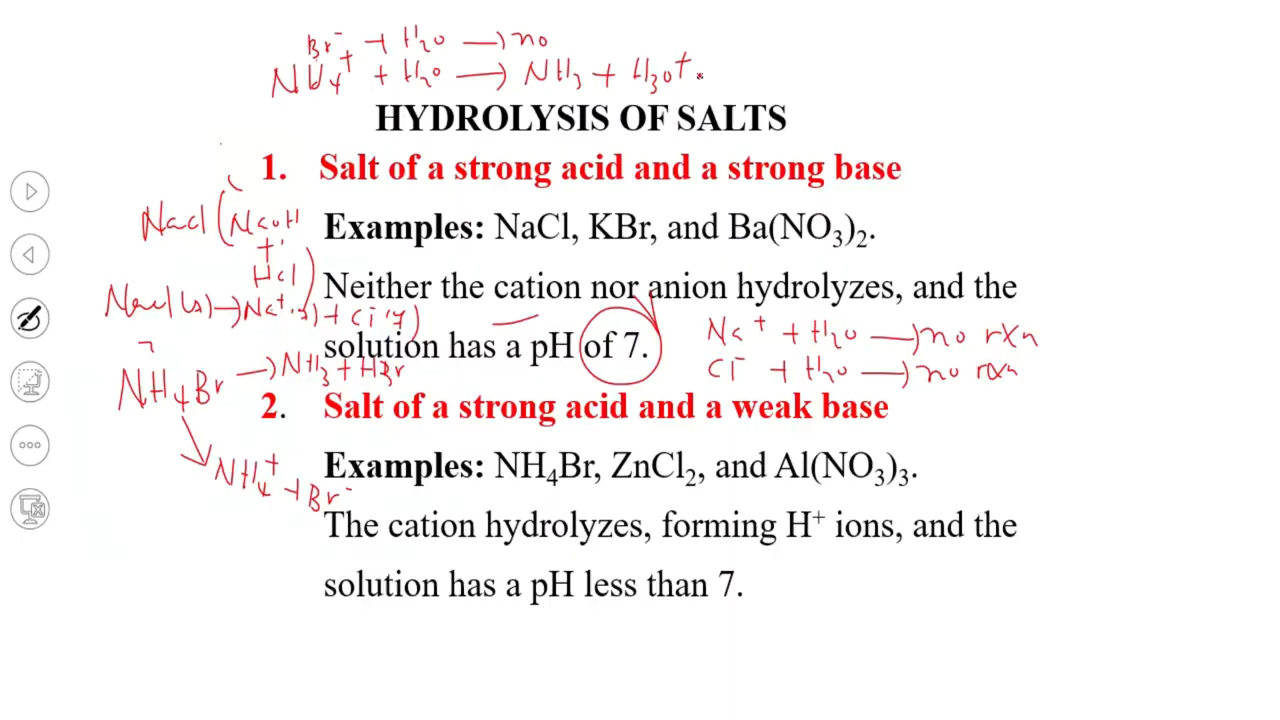 Br⁻ + H₂O → no
NH₄⁺ + H₂O → NH₃ + H₃O⁺
HYDROLYSIS OF SALTS
1. Salt of a strong acid and a strong base
NaCl (NaOH
+
HCl)
Examples: NaCl, KBr, and Ba(NO₃)₂.
Neither the cation nor anion hydrolyzes, and the
NaCl(s) → Na⁺ + Cl⁻
solution has a pH of 7.
Na⁺ + H₂O → no rxn
Cl⁻ + H₂O → no rxn
NH₄Br → NH₃ + HBr
2. Salt of a strong acid and a weak base
NH₄⁺ + Br⁻
Examples: NH₄Br, ZnCl₂, and Al(NO₃)₃.
The cation hydrolyzes, forming H⁺ ions, and the
solution has a pH less than 7.